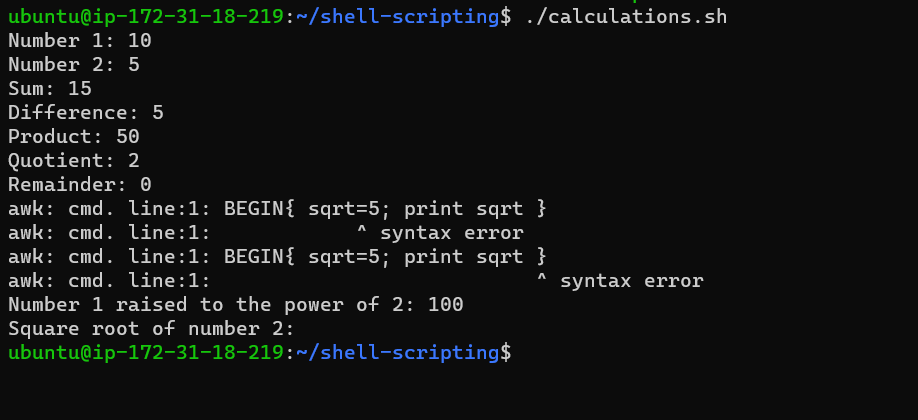 ubuntu@ip-172-31-18-219:~/shell-scripting$ ./calculations.sh
Number 1: 10
Number 2: 5
Sum: 15
Difference: 5
Product: 50
Quotient: 2
Remainder: 0
awk: cmd. line:1: BEGIN{ sqrt=5; print sqrt }
awk: cmd. line:1:            ^ syntax error
awk: cmd. line:1: BEGIN{ sqrt=5; print sqrt }
awk: cmd. line:1:                           ^ syntax error
Number 1 raised to the power of 2: 100
Square root of number 2:
ubuntu@ip-172-31-18-219:~/shell-scripting$